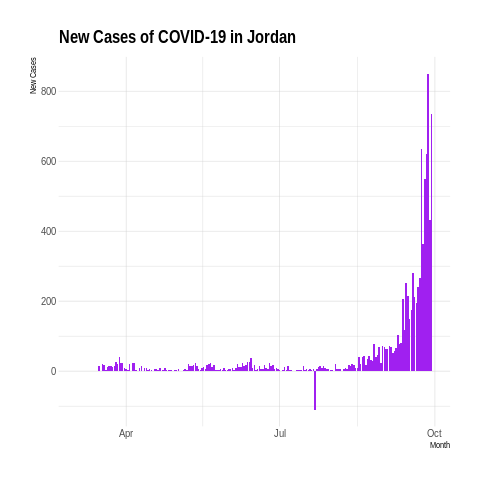 New Cases of COVID-19 in Jordan
New Cases
800
600
400
200
0
Apr
Jul
Oct
Month